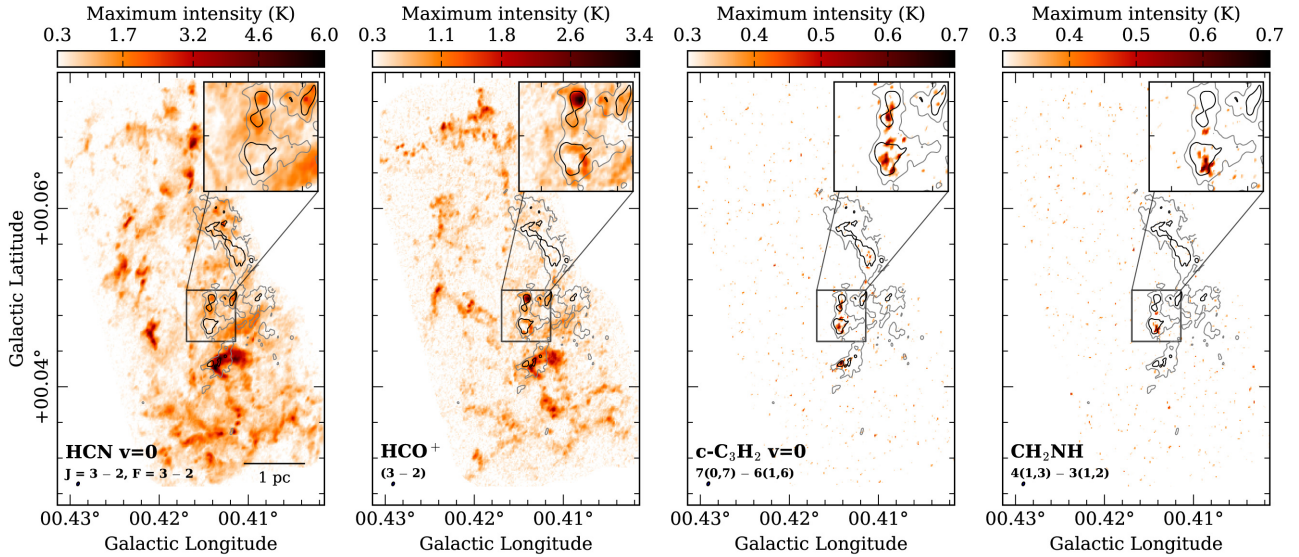 Maximum intensity (K) Maximum intensity (K) Maximum intensity (K) Maximum intensity (K)
0.3 1.7 3.2 4.6 6.0 0.3 1.1 1.8 2.6 3.4 0.3 0.4 0.5 0.6 0.7 0.3 0.4 0.5 0.6 0.7
Galactic Latitude
+00.06°
+00.04°
HCN v=0
J = 3 − 2, F = 3 − 2
1 pc
HCO⁺
(3 − 2)
c-C₃H₂ v=0
7(0,7) − 6(1,6)
CH₂NH
4(1,3) − 3(1,2)
00.43° 00.42° 00.41° 00.43° 00.42° 00.41° 00.43° 00.42° 00.41° 00.43° 00.42° 00.41°
Galactic Longitude Galactic Longitude Galactic Longitude Galactic Longitude